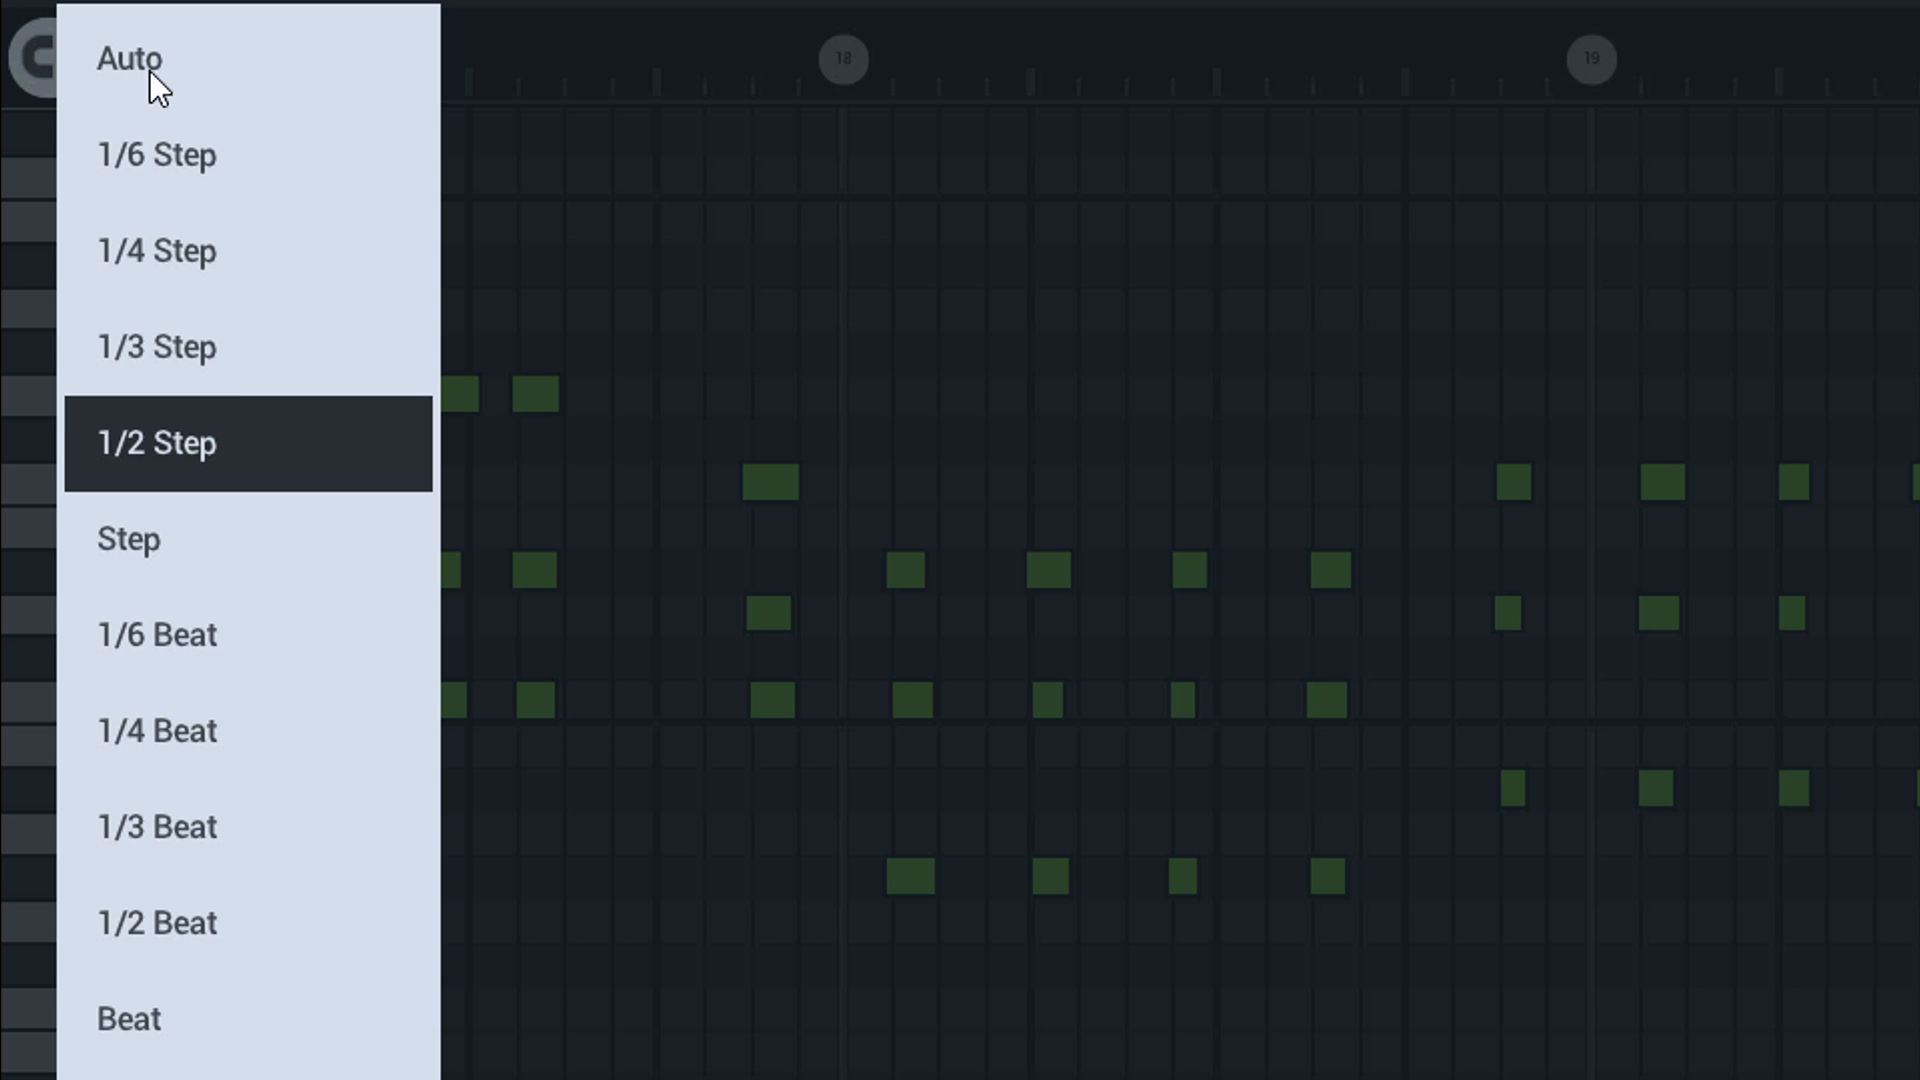 Auto
18
19
1/6 Step
1/4 Step
1/3 Step
1/2 Step
Step
1/6 Beat
1/4 Beat
1/3 Beat
1/2 Beat
Beat